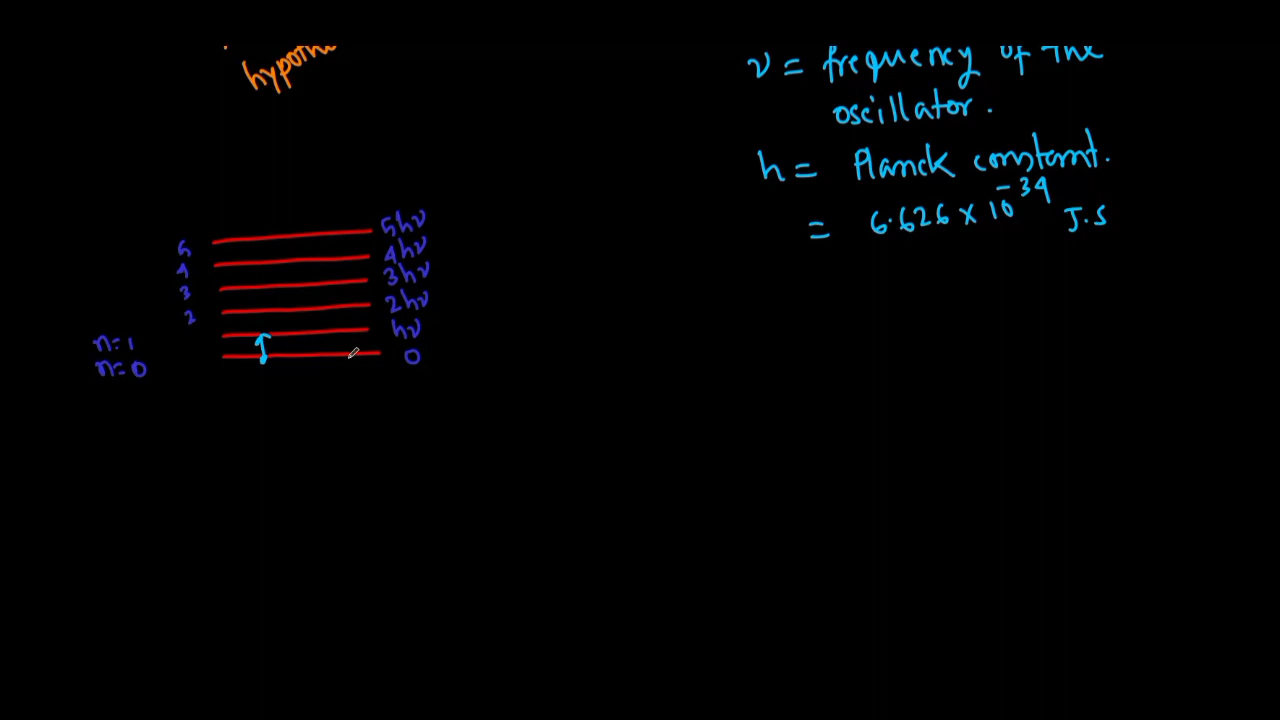 ν = frequency of the
oscillator.
h = Planck constant.
= 6.626 × 10⁻³⁴ J.s
5 5hν
4 4hν
3 3hν
2 2hν
n=1 hν
n=0 0